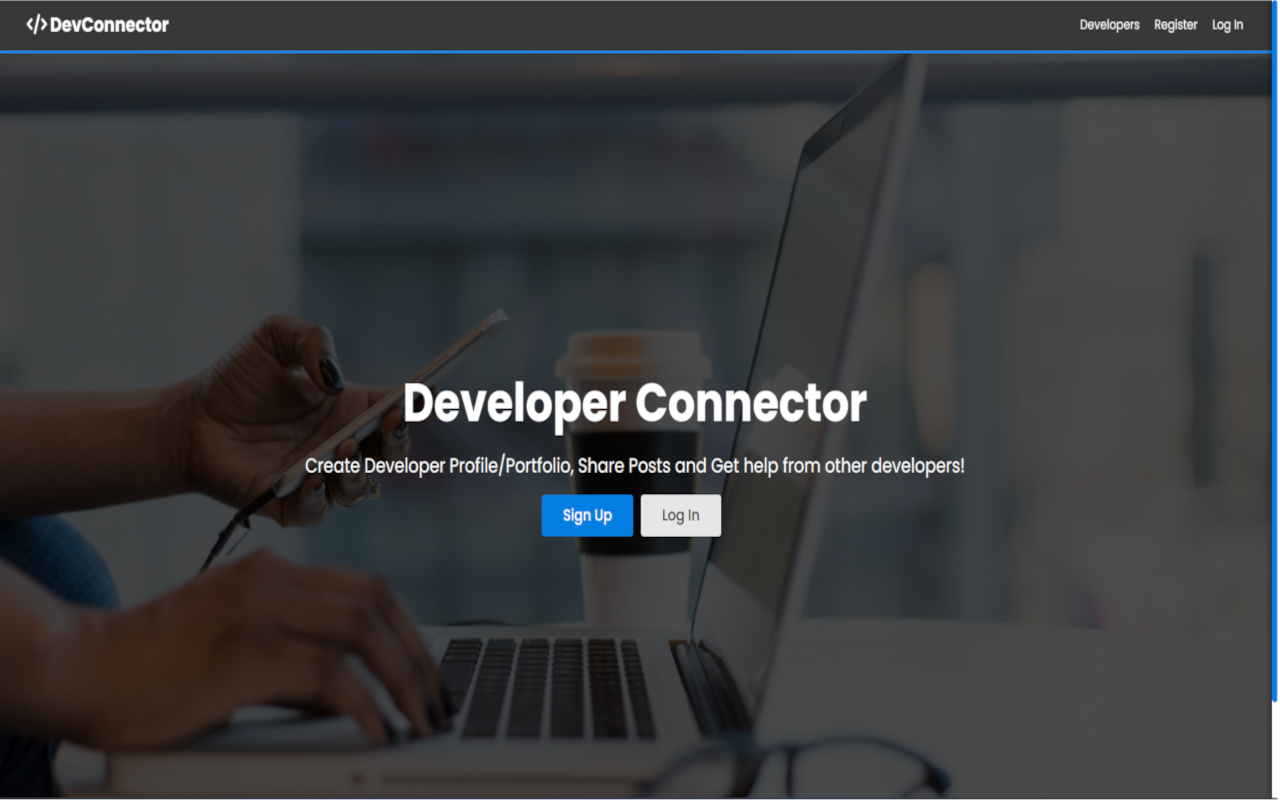 </> DevConnector
Developers Register Log In
Developer Connector
Create Developer Profile/Portfolio, Share Posts and Get help from other developers!
Sign Up Log In